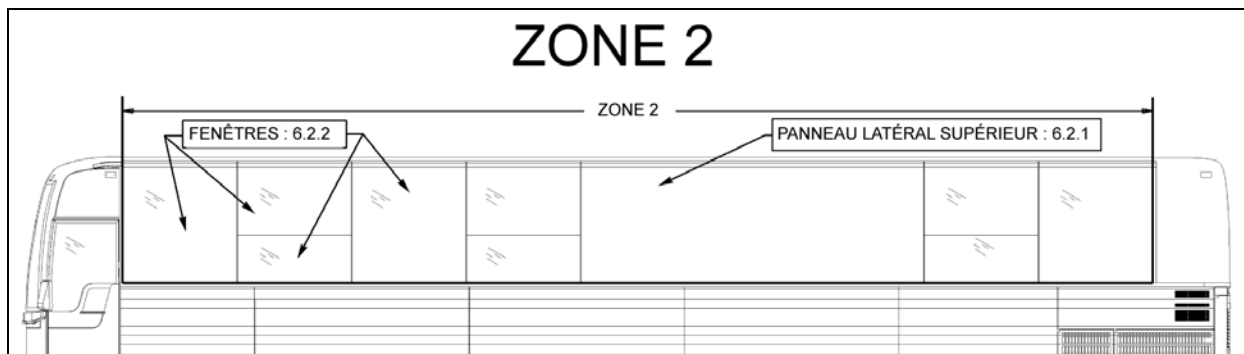 ZONE 2
ZONE 2
FENÊTRES : 6.2.2
PANNEAU LATÉRAL SUPÉRIEUR : 6.2.1